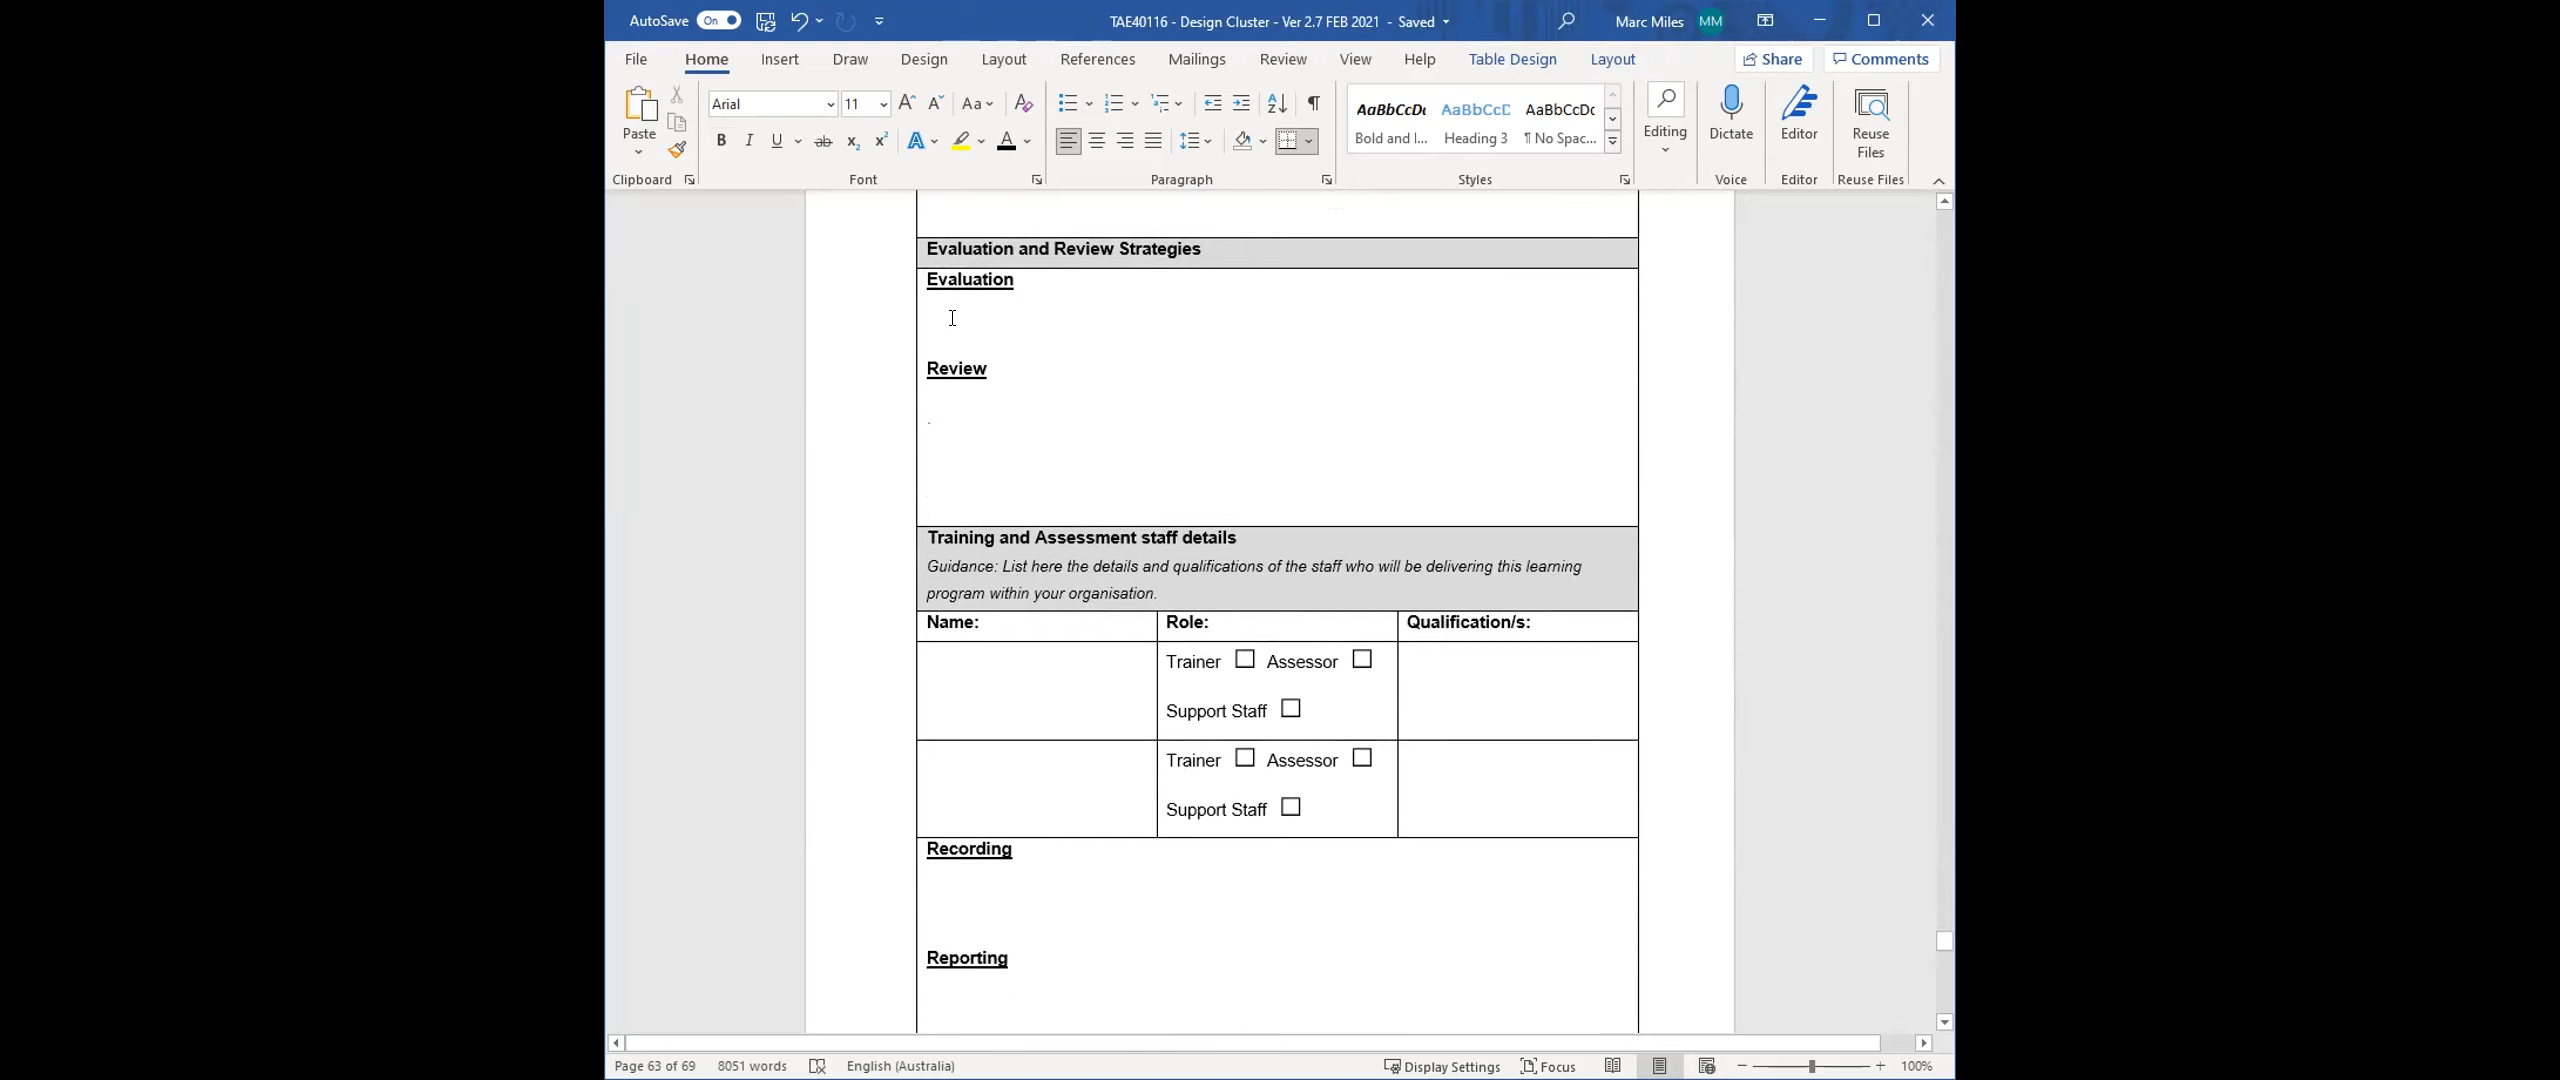 AutoSave On TAE40116 - Design Cluster - Ver 2.7 FEB 2021 - Saved Marc Miles MM
File Home Insert Draw Design Layout References Mailings Review View Help Table Design Layout Share Comments
Paste
Clipboard
Arial 11 Aa
B I U ab x₂ x² A A
Font
Paragraph
AaBbCcDc AaBbCcD AaBbCcDc
Bold and I... Heading 3 ¶ No Spac...
Styles
Editing
Dictate
Voice
Editor
Editor
Reuse
Files
Reuse Files
Evaluation and Review Strategies
Evaluation
Review
.
Training and Assessment staff details
Guidance: List here the details and qualifications of the staff who will be delivering this learning
program within your organisation.
Name: Role: Qualification/s:
Trainer ☐ Assessor ☐
Support Staff ☐
Trainer ☐ Assessor ☐
Support Staff ☐
Recording
Reporting
Page 63 of 69 8051 words English (Australia) Display Settings Focus 100%